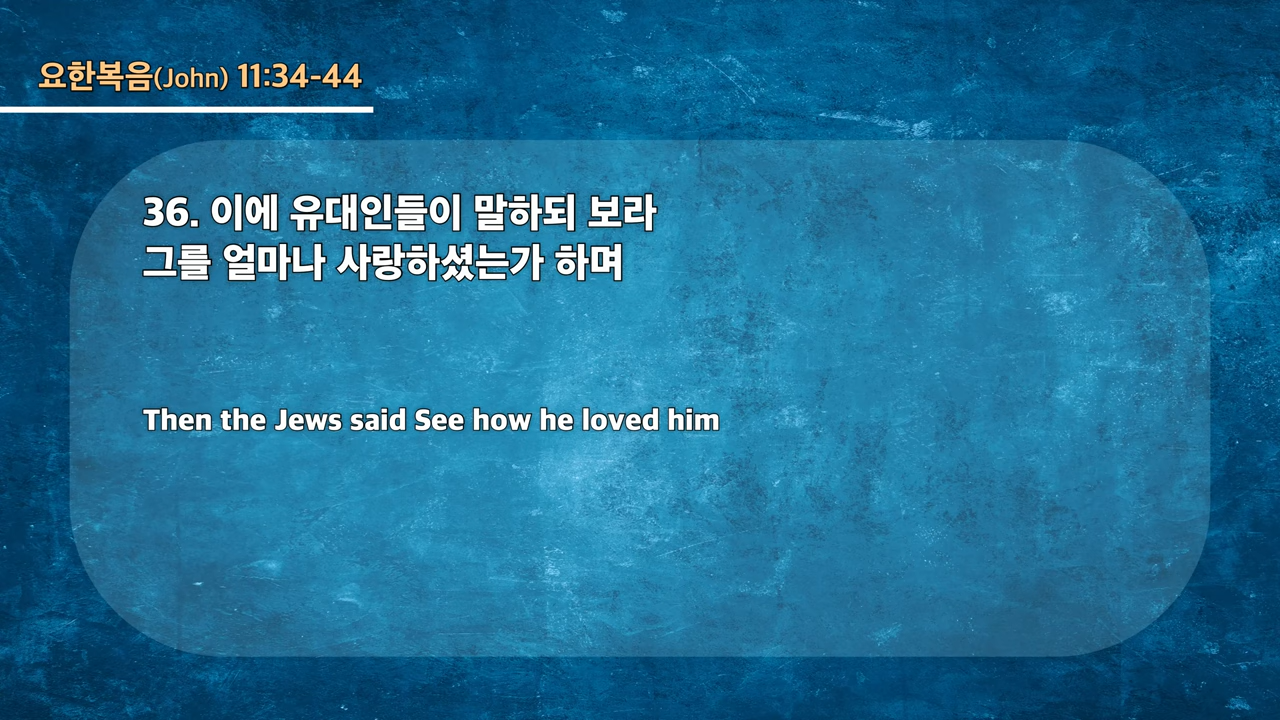 요한복음(John) 11:34-44
36. 이에 유대인들이 말하되 보라
그를 얼마나 사랑하셨는가 하며
Then the Jews said See how he loved him